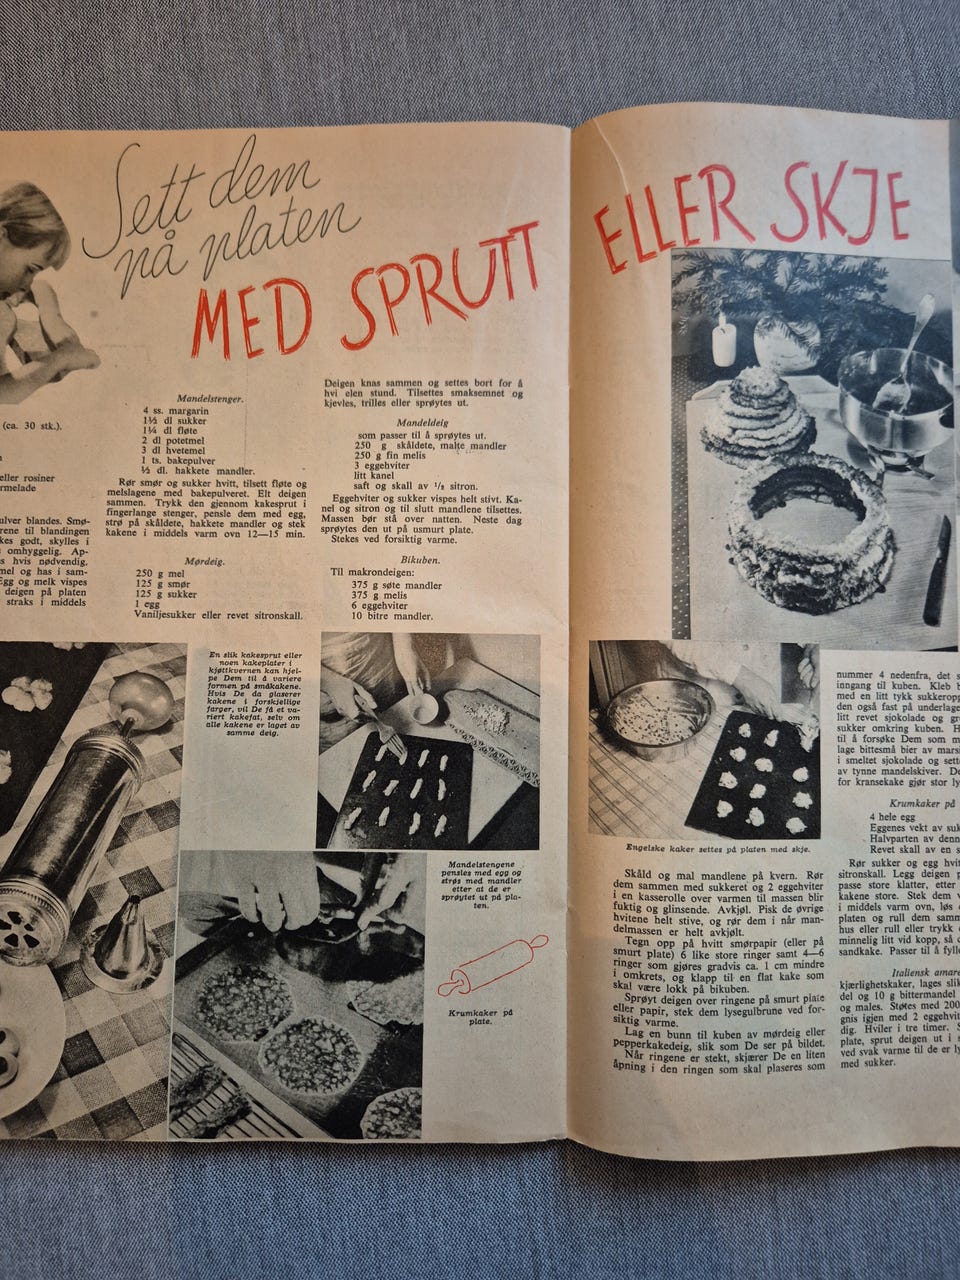 Sett dem
på platen
MED SPRUTT
ELLER SKJE
(ca. 30 stk.).
eller rosiner
rmelade
ulver blandes. Smø-
rene til blandingen
kes godt, skylles i
omhyggelig. Ap-
s hvis nødvendig.
mel og has i sam-
Egg og melk vispes
deigen på platen
straks i middels
Mandelstenger.
4 ss. margarin
1½ dl sukker
1¼ dl fløte
2 dl potetmel
3 dl hvetemel
1 ts. bakepulver
½ dl. hakkete mandler.
Rør smør og sukker hvitt, tilsett fløte og
melslagene med bakepulveret. Elt deigen
sammen. Trykk den gjennom kakesprut i
fingerlange stenger, pensle dem med egg,
strø på skåldete, hakkete mandler og stek
kakene i middels varm ovn 12—15 min.
Mørdeig.
250 g mel
125 g smør
125 g sukker
1 egg
Vaniljesukker eller revet sitronskall.
Deigen knas sammen og settes bort for å
hvi elen stund. Tilsettes smaksemnet og
kjevles, trilles eller sprøytes ut.
Mandeldeig
som passer til å sprøytes ut.
250 g skåldete, malte mandler
250 g fin melis
3 eggehviter
litt kanel
saft og skall av ½ sitron.
Eggehviter og sukker vispes helt stivt. Ka-
nel og sitron og til slutt mandlene tilsettes.
Massen bør stå over natten. Neste dag
sprøytes den ut på usmurt plate.
Stekes ved forsiktig varme.
Bikuben.
Til makrondeigen:
375 g søte mandler
375 g melis
6 eggehviter
10 bitre mandler.
En slik kakesprut eller
noen kakeplater i
kjøttkvernen kan hjel-
pe Dem til å variere
formen på småkakene.
Hvis De da glaserer
kakene i forskjellige
farger, vil De få et va-
riert kakefat, selv om
alle kakene er laget av
samme deig.
Mandelstengene
pensles med egg og
strøs med mandler
etter at de er
sprøytet ut på pla-
ten.
Krumkaker på
plate.
Engelske kaker settes på platen med skje.
Skåld og mal mandlene på kvern. Rør
dem sammen med sukkeret og 2 eggehviter
i en kasserolle over varmen til massen blir
fuktig og glinsende. Avkjøl. Pisk de øvrige
hvitene helt stive, og rør dem i når man-
delmassen er helt avkjølt.
Tegn opp på hvitt smørpapir (eller på
smurt plate) 6 like store ringer samt 4—6
ringer som gjøres gradvis ca. 1 cm mindre
i omkrets, og klapp til en flat kake som
skal være lokk på bikuben.
Sprøyt deigen over ringene på smurt plate
eller papir, stek dem lysegulbrune ved for-
siktig varme.
Lag en bunn til kuben av mørdeig eller
pepperkakedeig, slik som De ser på bildet.
Når ringene er stekt, skjærer De en liten
åpning i den ringen som skal plaseres som
nummer 4 nedenfra, det s
inngang til kuben. Kleb b
med en litt tykk sukkeropp
den også fast på underlage
litt revet sjokolade og gr
sukker omkring kuben. H
til å forsøke Dem som m
lage bittesmå bier av marsi
i smeltet sjokolade og sette
av tynne mandelskiver. De
for kransekake gjør stor ly
Krumkaker på
4 hele egg
Eggenes vekt av suk
Halvparten av denn
Revet skall av en s
Rør sukker og egg hvit
sitronskall. Legg deigen p
passe store klatter, etter
kakene store. Stek dem v
i middels varm ovn, løs d
platen og rull dem samm
hus eller rull eller trykk d
minnelig litt vid kopp, så d
sandkake. Passer til å fylle
Italiensk amare
kjærlighetskaker, lages slik
del og 10 g bittermandel
og males. Støtes med 200
gnis igjen med 2 eggehvit
dig. Hviler i tre timer. S
plate, sprut deigen ut i s
ved svak varme til de er ly
med sukker.